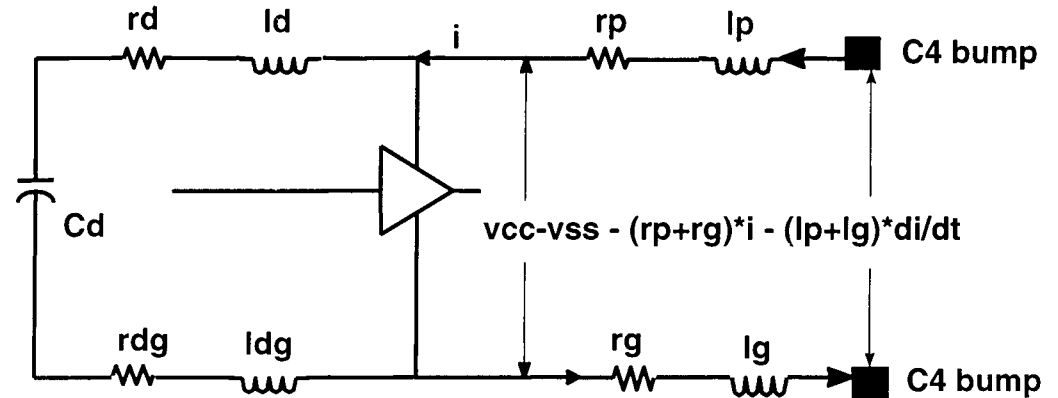 rd ld i rp lp
C4 bump
Cd
vcc-vss - (rp+rg)*i - (lp+lg)*di/dt
rdg ldg rg lg
C4 bump